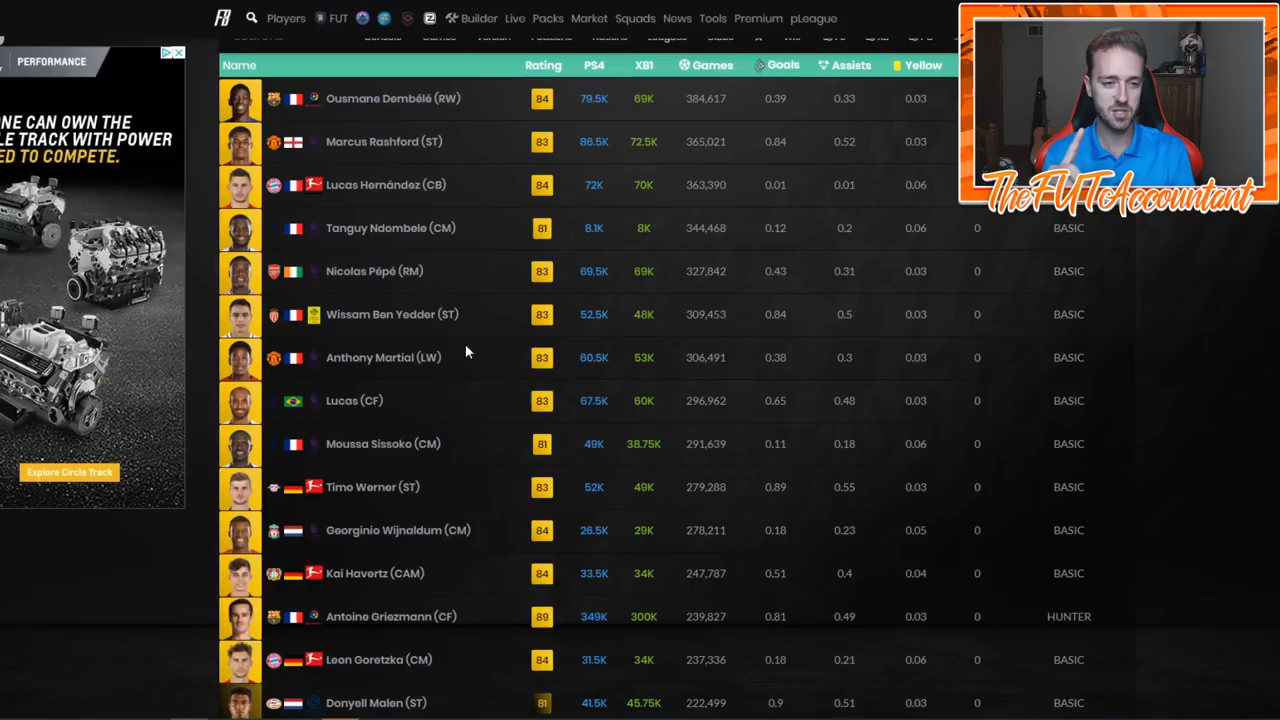 F8 Players FUT Z Builder Live Packs Market Squads News Tools Premium pLeague
PERFORMANCE
NE CAN OWN THE
LE TRACK WITH POWER
ED TO COMPETE.
Explore Circle Track
Name Rating PS4 XB1 Games Goals Assists Yellow
Ousmane Dembélé (RW) 84 79.5K 69K 384,617 0.39 0.33 0.03
Marcus Rashford (ST) 83 86.5K 72.5K 365,021 0.84 0.52 0.03
Lucas Hernández (CB) 84 72K 70K 363,390 0.01 0.01 0.06
Tanguy Ndombele (CM) 81 8.1K 8K 344,468 0.12 0.2 0.06 0 BASIC
Nicolas Pépé (RM) 83 69.5K 69K 327,842 0.43 0.31 0.03 0 BASIC
Wissam Ben Yedder (ST) 83 52.5K 48K 309,453 0.84 0.5 0.03 0 BASIC
Anthony Martial (LW) 83 60.5K 53K 306,491 0.38 0.3 0.03 0 BASIC
Lucas (CF) 83 67.5K 60K 296,962 0.65 0.48 0.03 0 BASIC
Moussa Sissoko (CM) 81 49K 38.75K 291,639 0.11 0.18 0.06 0 BASIC
Timo Werner (ST) 83 52K 49K 279,288 0.89 0.55 0.03 0 BASIC
Georginio Wijnaldum (CM) 84 26.5K 29K 278,211 0.18 0.23 0.05 0 BASIC
Kai Havertz (CAM) 84 33.5K 34K 247,787 0.51 0.4 0.04 0 BASIC
Antoine Griezmann (CF) 89 349K 300K 239,827 0.81 0.49 0.03 0 HUNTER
Leon Goretzka (CM) 84 31.5K 34K 237,336 0.18 0.21 0.06 0 BASIC
Donyell Malen (ST) 81 41.5K 45.75K 222,499 0.9 0.51 0.03 0 BASIC
TheFUTAccountant